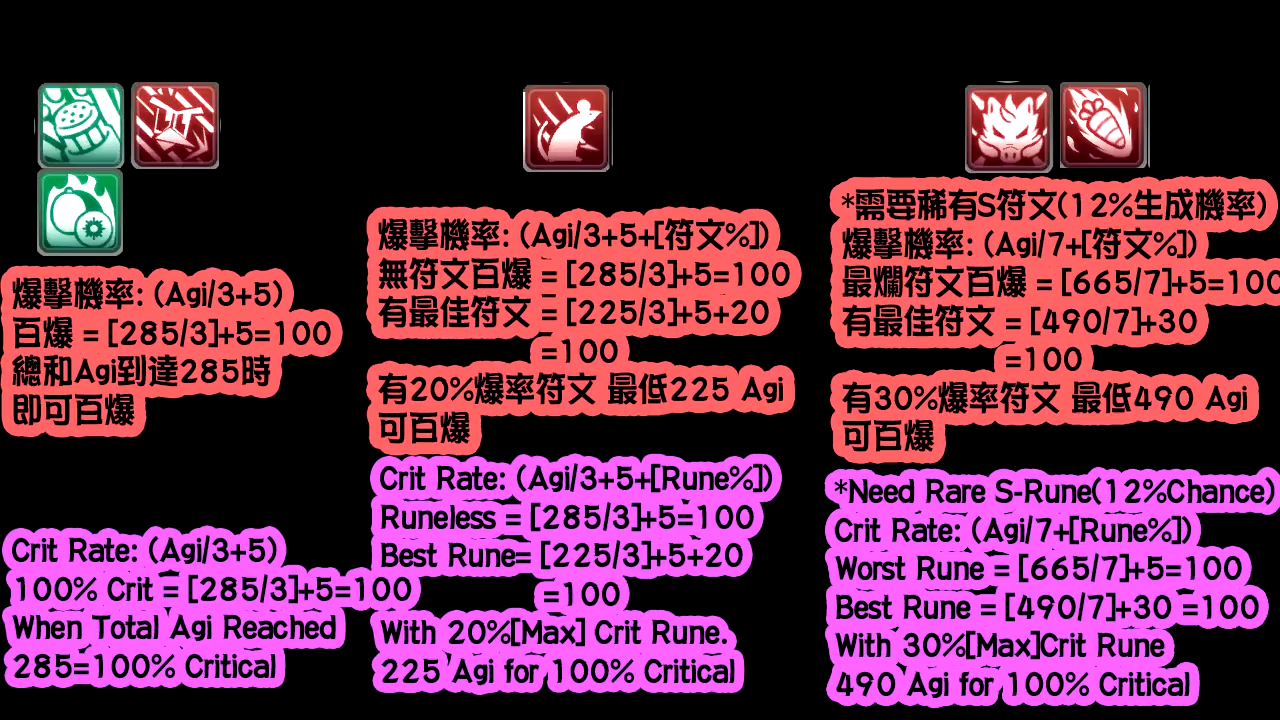 爆擊機率: (Agi/3+5)
百爆 = [285/3]+5=100
總和Agi到達285時
即可百爆
Crit Rate: (Agi/3+5)
100% Crit = [285/3]+5=100
When Total Agi Reached
285=100% Critical
爆擊機率: (Agi/3+5+[符文%])
無符文百爆 = [285/3]+5=100
有最佳符文 = [225/3]+5+20
=100
有20%爆率符文 最低225 Agi
可百爆
Crit Rate: (Agi/3+5+[Rune%])
Runeless = [285/3]+5=100
Best Rune= [225/3]+5+20
=100
With 20%[Max] Crit Rune.
225 Agi for 100% Critical
*需要稀有S符文(12%生成機率)
爆擊機率: (Agi/7+[符文%])
最爛符文百爆 = [665/7]+5=100
有最佳符文 = [490/7]+30
=100
有30%爆率符文 最低490 Agi
可百爆
*Need Rare S-Rune(12%Chance)
Crit Rate: (Agi/7+[Rune%])
Worst Rune = [665/7]+5=100
Best Rune = [490/7]+30 =100
With 30%[Max]Crit Rune
490 Agi for 100% Critical